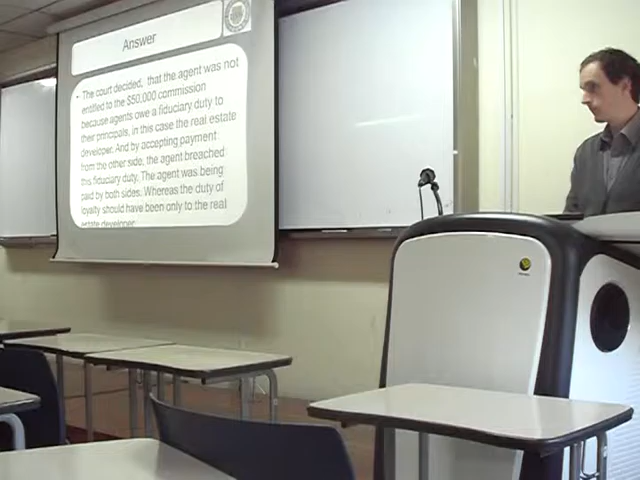 Answer
• The court decided, that the agent was not
entitled to the $50,000 commission
because agents owe a fiduciary duty to
their principals, in this case the real estate
developer. And by accepting payment
from the other side, the agent breached
this fiduciary duty. The agent was being
paid by both sides. Whereas the duty of
loyalty should have been only to the real
estate developer.